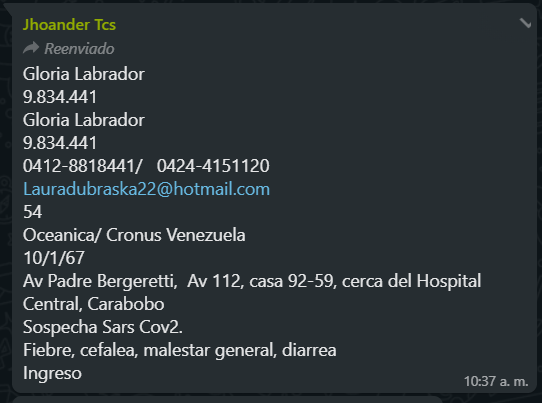 Jhoander Tcs
Reenviado
Gloria Labrador
9.834.441
Gloria Labrador
9.834.441
0412-8818441/   0424-4151120
Lauradubraska22@hotmail.com
54
Oceanica/ Cronus Venezuela
10/1/67
Av Padre Bergeretti,  Av 112, casa 92-59, cerca del Hospital
Central, Carabobo
Sospecha Sars Cov2.
Fiebre, cefalea, malestar general, diarrea
Ingreso
10:37 a. m.